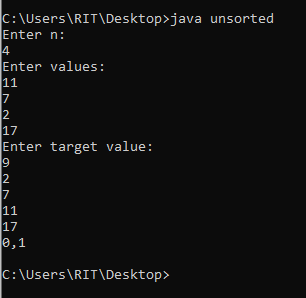 C:\Users\RIT\Desktop>java unsorted
Enter n:
4
Enter values:
11
7
2
17
Enter target value:
9
2
7
11
17
0,1
C:\Users\RIT\Desktop>